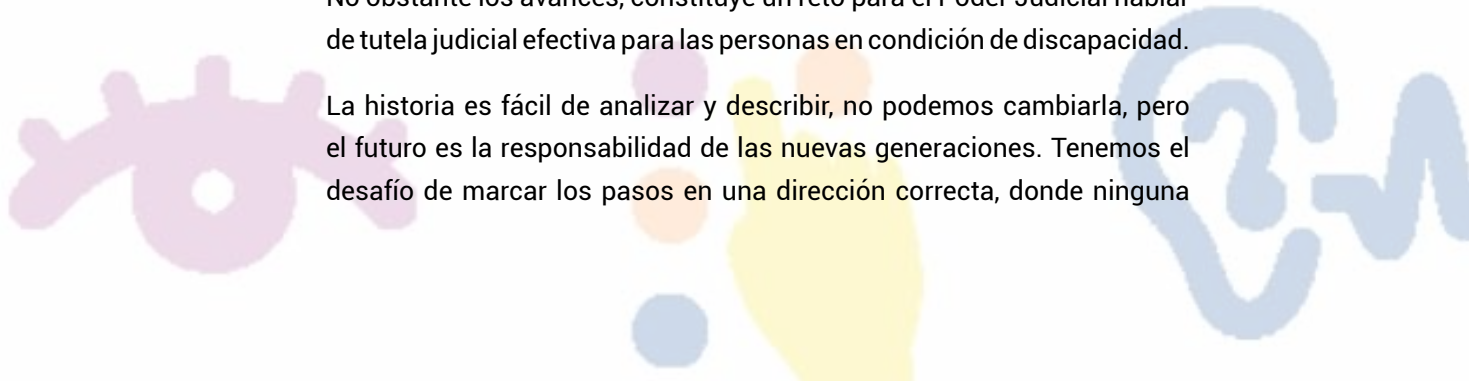 No obstante los avances, constituye un reto para el Poder Judicial hablar
de tutela judicial efectiva para las personas en condición de discapacidad.
La historia es fácil de analizar y describir, no podemos cambiarla, pero
el futuro es la responsabilidad de las nuevas generaciones. Tenemos el
desafío de marcar los pasos en una dirección correcta, donde ninguna